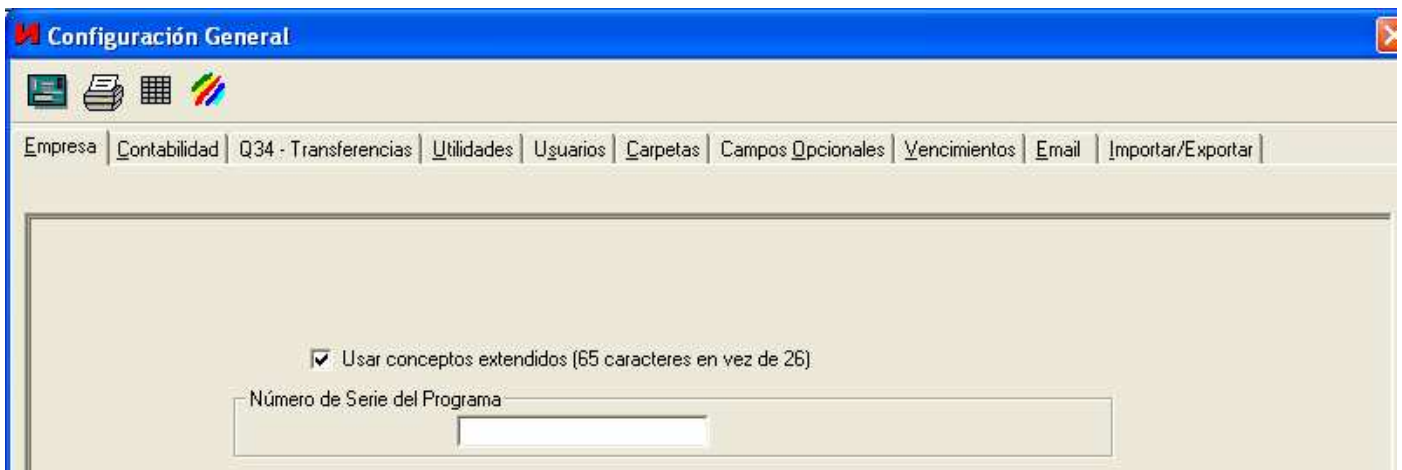 Configuración General
Empresa Contabilidad Q34 - Transferencias Utilidades Usuarios Carpetas Campos Opcionales Vencimientos Email Importar/Exportar
Usar conceptos extendidos (65 caracteres en vez de 26)
Número de Serie del Programa